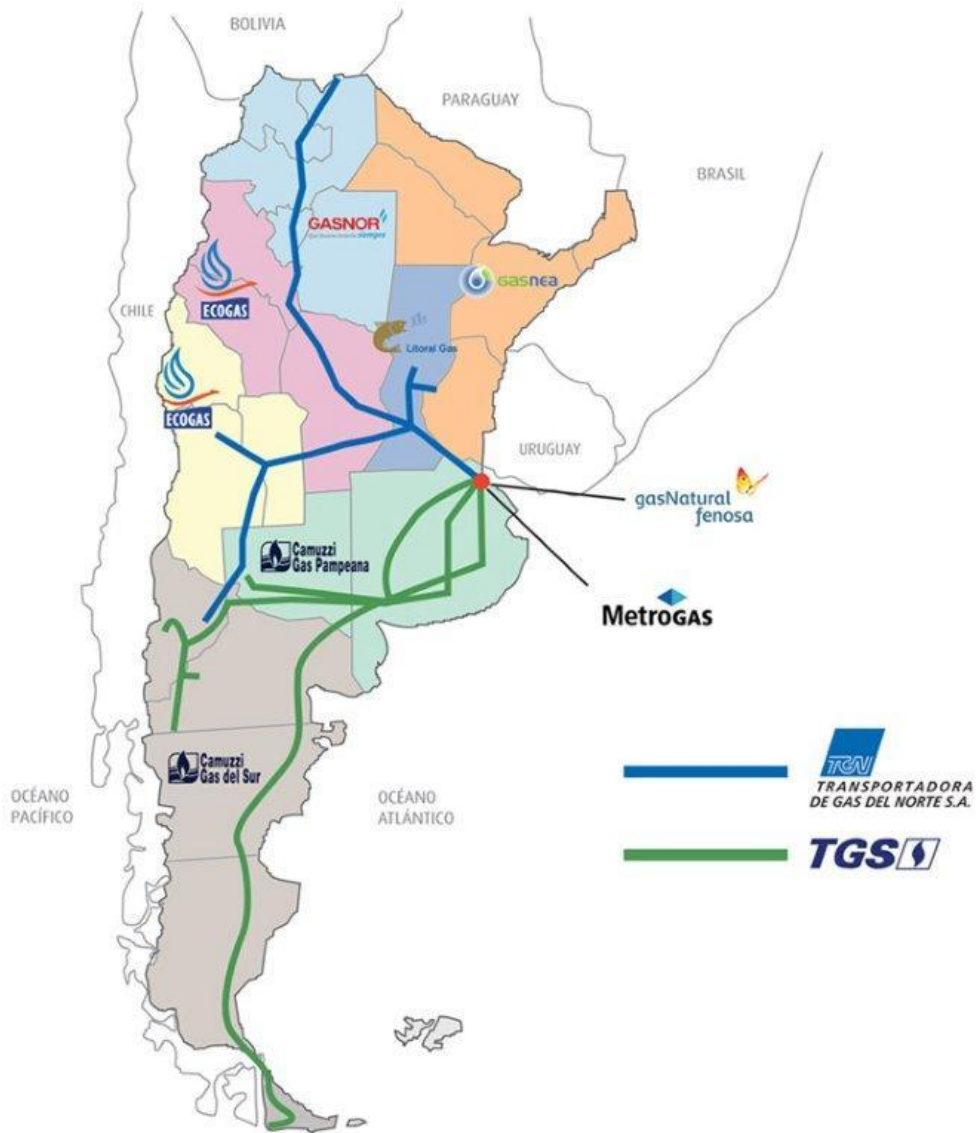 BOLIVIA
PARAGUAY
BRASIL
GASNOR
gasnea
CHILE
ECOGAS
Litoral Gas
ECOGAS
URUGUAY
gasNatural
fenosa
Camuzzi
Gas Pampeana
MetroGAS
Camuzzi
Gas del Sur
OCÉANO
PACÍFICO
OCÉANO
ATLÁNTICO
TGN
TRANSPORTADORA
DE GAS DEL NORTE S.A.
TGS